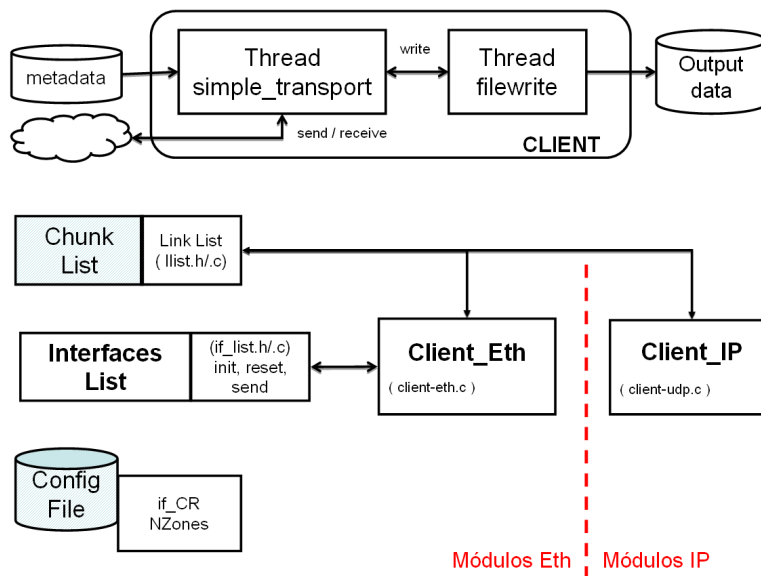 metadata
Thread
simple_transport
write
Thread
filewrite
Output
data
send / receive
CLIENT
Chunk
List
Link List
( llist.h/.c)
Interfaces
List
(if_list.h/.c)
init, reset,
send
Client_Eth
( client-eth.c )
Client_IP
( client-udp.c )
Config
File
if_CR
NZones
Módulos Eth
Módulos IP